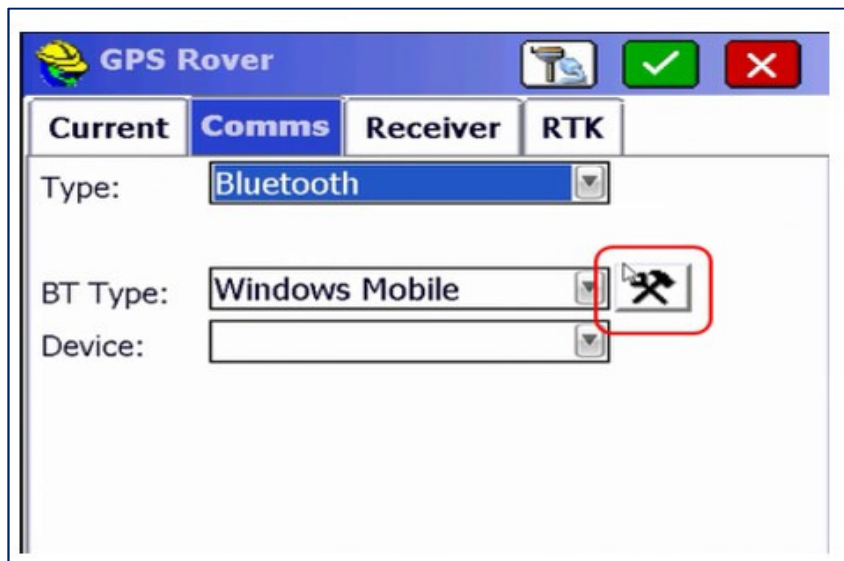 GPS Rover
Current Comms Receiver RTK
Type: Bluetooth
BT Type: Windows Mobile
Device: